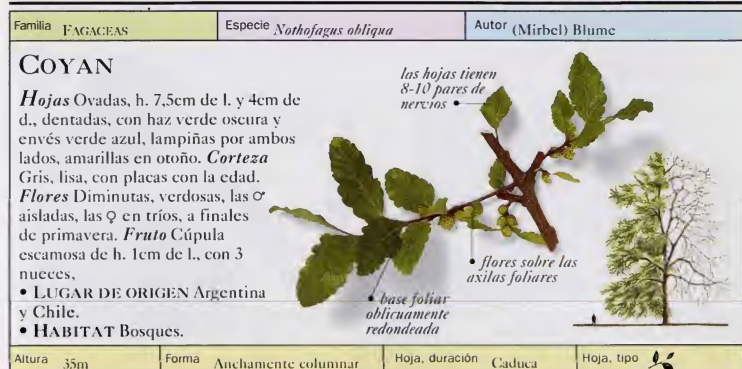 Familia FAGACEAS Especie Nothofagus obliqua Autor (Mirbel) Blume
COYAN
Hojas Ovadas, h. 7,5cm de l. y 4cm de
d., dentadas, con haz verde oscura y
envés verde azul, lampiñas por ambos
lados, amarillas en otoño. Corteza
Gris, lisa, con placas con la edad.
Flores Diminutas, verdosas, las ♂
aisladas, las ♀ en tríos, a finales
de primavera. Fruto Cúpula
escamosa de h. 1cm de l., con 3
nueces,
• LUGAR DE ORIGEN Argentina
y Chile.
• HABITAT Bosques.
las hojas tienen
8-10 pares de
nervios •
• flores sobre las
axilas foliares
• base foliar
oblicuamente
redondeada
Altura 35m Forma Anchamente columnar Hoja, duración Caduca Hoja, tipo